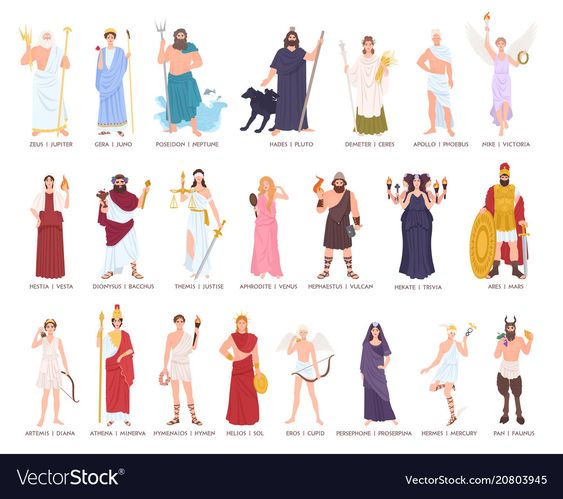 ZEUS | JUPITER
GERA | JUNO
POSEIDON | NEPTUNE
HADES | PLUTO
DEMETER | CERES
APOLLO | PHOEBUS
NIKE | VICTORIA
HESTIA | VESTA
DIONYSUS | BACCHUS
THEMIS | JUSTISE
APHRODITE | VENUS
HEPHAESTUS | VULCAN
HEKATE | TRIVIA
ARES | MARS
ARTEMIS | DIANA
ATHENA | MINERVA
HYMENAIOS | HYMEN
HELIOS | SOL
EROS | CUPID
PERSEPHONE | PROSERPINA
HERMES | MERCURY
PAN | FAUNUS
VectorStock®
VectorStock.com/20803945